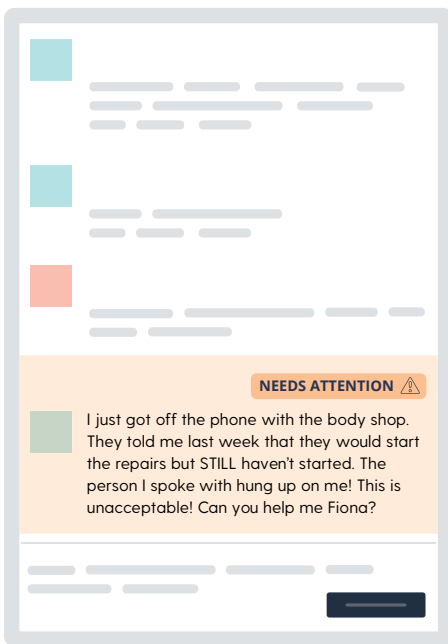 NEEDS ATTENTION
I just got off the phone with the body shop.
They told me last week that they would start
the repairs but STILL haven't started. The
person I spoke with hung up on me! This is
unacceptable! Can you help me Fiona?